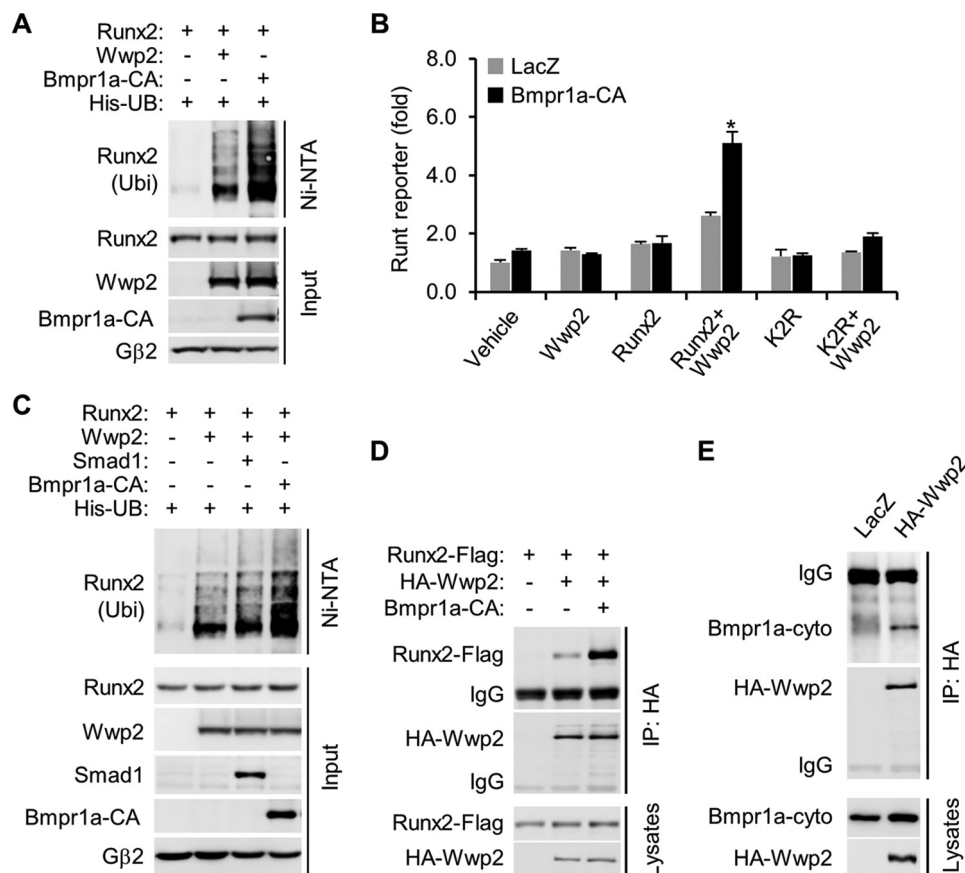 A
Runx2: + + +
Wwp2: - + -
Bmpr1a-CA: - - +
His-UB: + + +
Runx2
(Ubi)
Ni-NTA
Runx2
Wwp2
Bmpr1a-CA
Gβ2
Input
B
Runt reporter (fold)
8.0
6.0
4.0
2.0
0.0
LacZ
Bmpr1a-CA
*
Vehicle
Wwp2
Runx2
Runx2+
Wwp2
K2R
K2R+
Wwp2
C
Runx2: + + + +
Wwp2: - + + +
Smad1: - - + -
Bmpr1a-CA: - - - +
His-UB: + + + +
Runx2
(Ubi)
Ni-NTA
Runx2
Wwp2
Smad1
Bmpr1a-CA
Gβ2
Input
D
Runx2-Flag: + + +
HA-Wwp2: - + +
Bmpr1a-CA: - - +
Runx2-Flag
IgG
HA-Wwp2
IgG
IP: HA
Runx2-Flag
HA-Wwp2
Lysates
E
LacZ
HA-Wwp2
IgG
Bmpr1a-cyto
HA-Wwp2
IgG
IP: HA
Bmpr1a-cyto
HA-Wwp2
Lysates